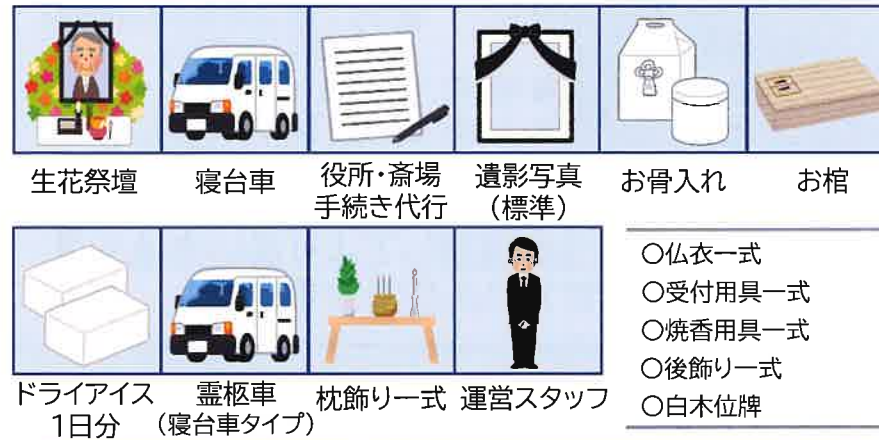 生花祭壇
寝台車
役所・斎場
手続き代行
遺影写真
(標準)
お骨入れ
お棺
ドライアイス
1日分
霊柩車
(寝台車タイプ)
枕飾り一式
運営スタッフ
○仏衣一式
○受付用具一式
○焼香用具一式
○後飾り一式
○白木位牌